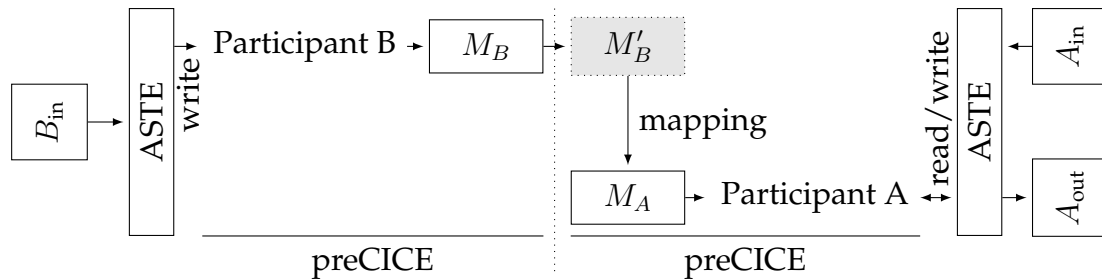 B_in
ASTE
write
Participant B
M_B
M'_B
mapping
M_A
Participant A
read/write
ASTE
A_in
A_out
preCICE
preCICE